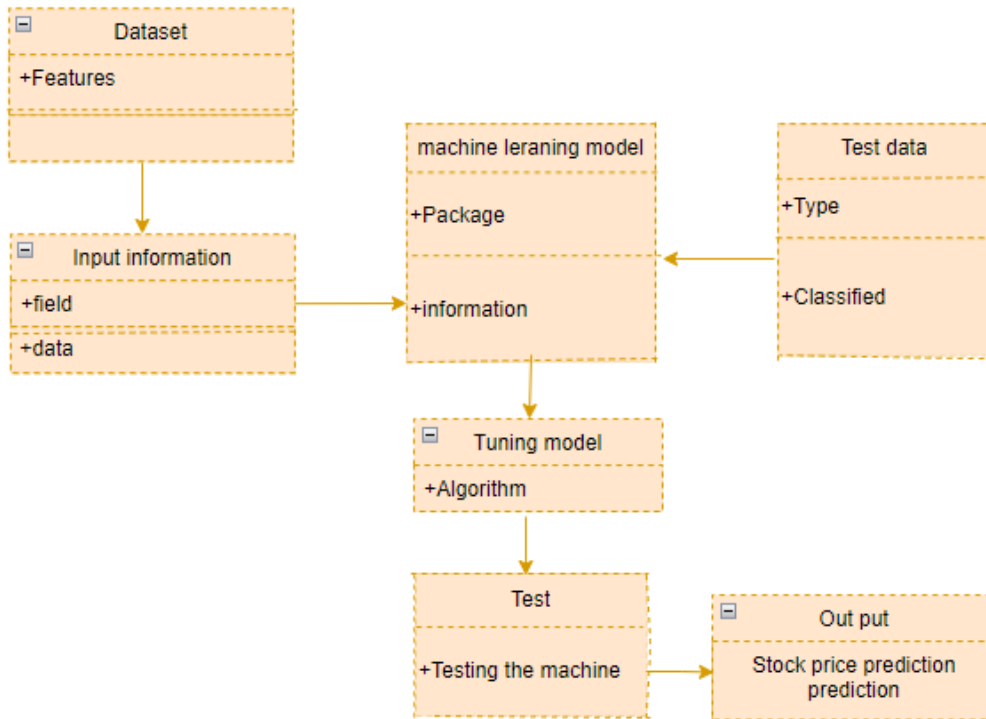 Dataset
+Features
Input information
+field
+data
machine leraning model
+Package
+information
Test data
+Type
+Classified
Tuning model
+Algorithm
Test
+Testing the machine
Out put
Stock price prediction
prediction